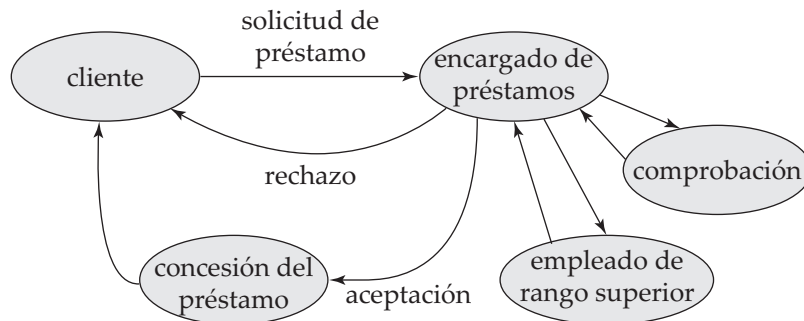 solicitud de
préstamo
cliente
encargado de
préstamos
rechazo
comprobación
concesión del
préstamo
aceptación
empleado de
rango superior